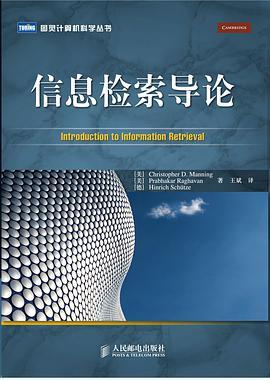 TURING 图灵计算机科学丛书
CAMBRIDGE
信息检索导论
Introduction to Information Retrieval
[美] Christopher D. Manning
[美] Prabhakar Raghavan 著 王斌 译
[德] Hinrich Schütze
人民邮电出版社
POSTS & TELECOM PRESS